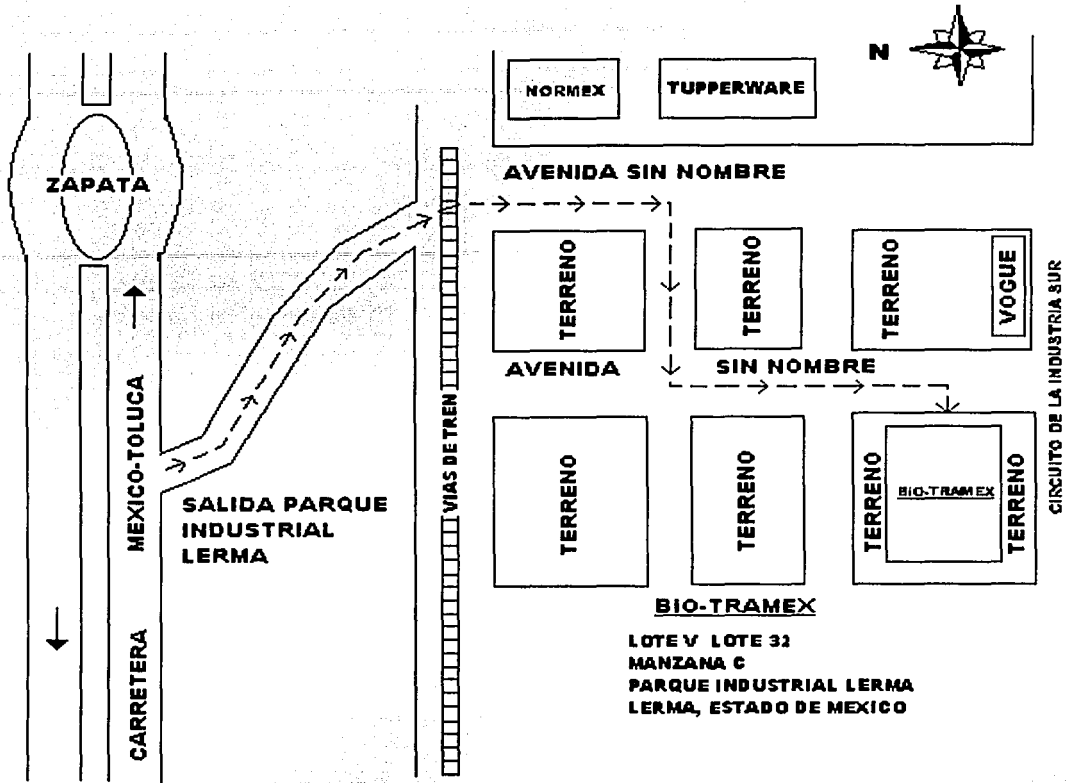 N
NORMEX
TUPPERWARE
ZAPATA
AVENIDA SIN NOMBRE
TERRENO
TERRENO
TERRENO
VOGUE
CIRCUITO DE LA INDUSTRIA SUR
AVENIDA
SIN NOMBRE
CARRETERA MEXICO-TOLUCA
VIAS DE TREN
SALIDA PARQUE
INDUSTRIAL
LERMA
TERRENO
TERRENO
TERRENO
BIO-TRAMEX
TERRENO
BIO-TRAMEX
LOTE V LOTE 32
MANZANA C
PARQUE INDUSTRIAL LERMA
LERMA, ESTADO DE MEXICO